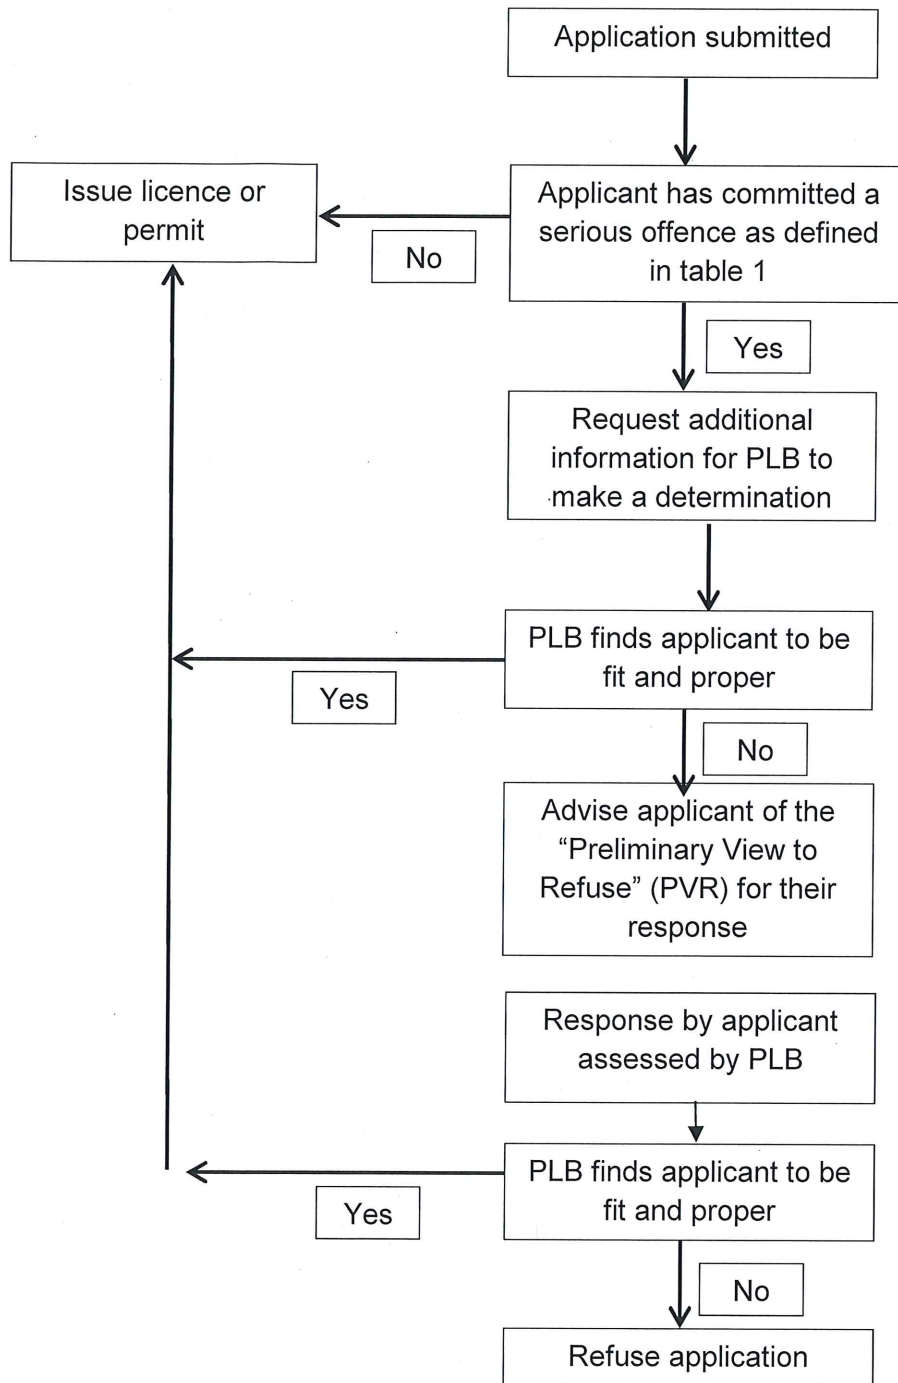 Application submitted
Issue licence or
permit
Applicant has committed a
serious offence as defined
in table 1
No
Yes
Request additional
information for PLB to
make a determination
PLB finds applicant to be
fit and proper
Yes
No
Advise applicant of the
“Preliminary View to
Refuse” (PVR) for their
response
Response by applicant
assessed by PLB
PLB finds applicant to be
fit and proper
Yes
No
Refuse application